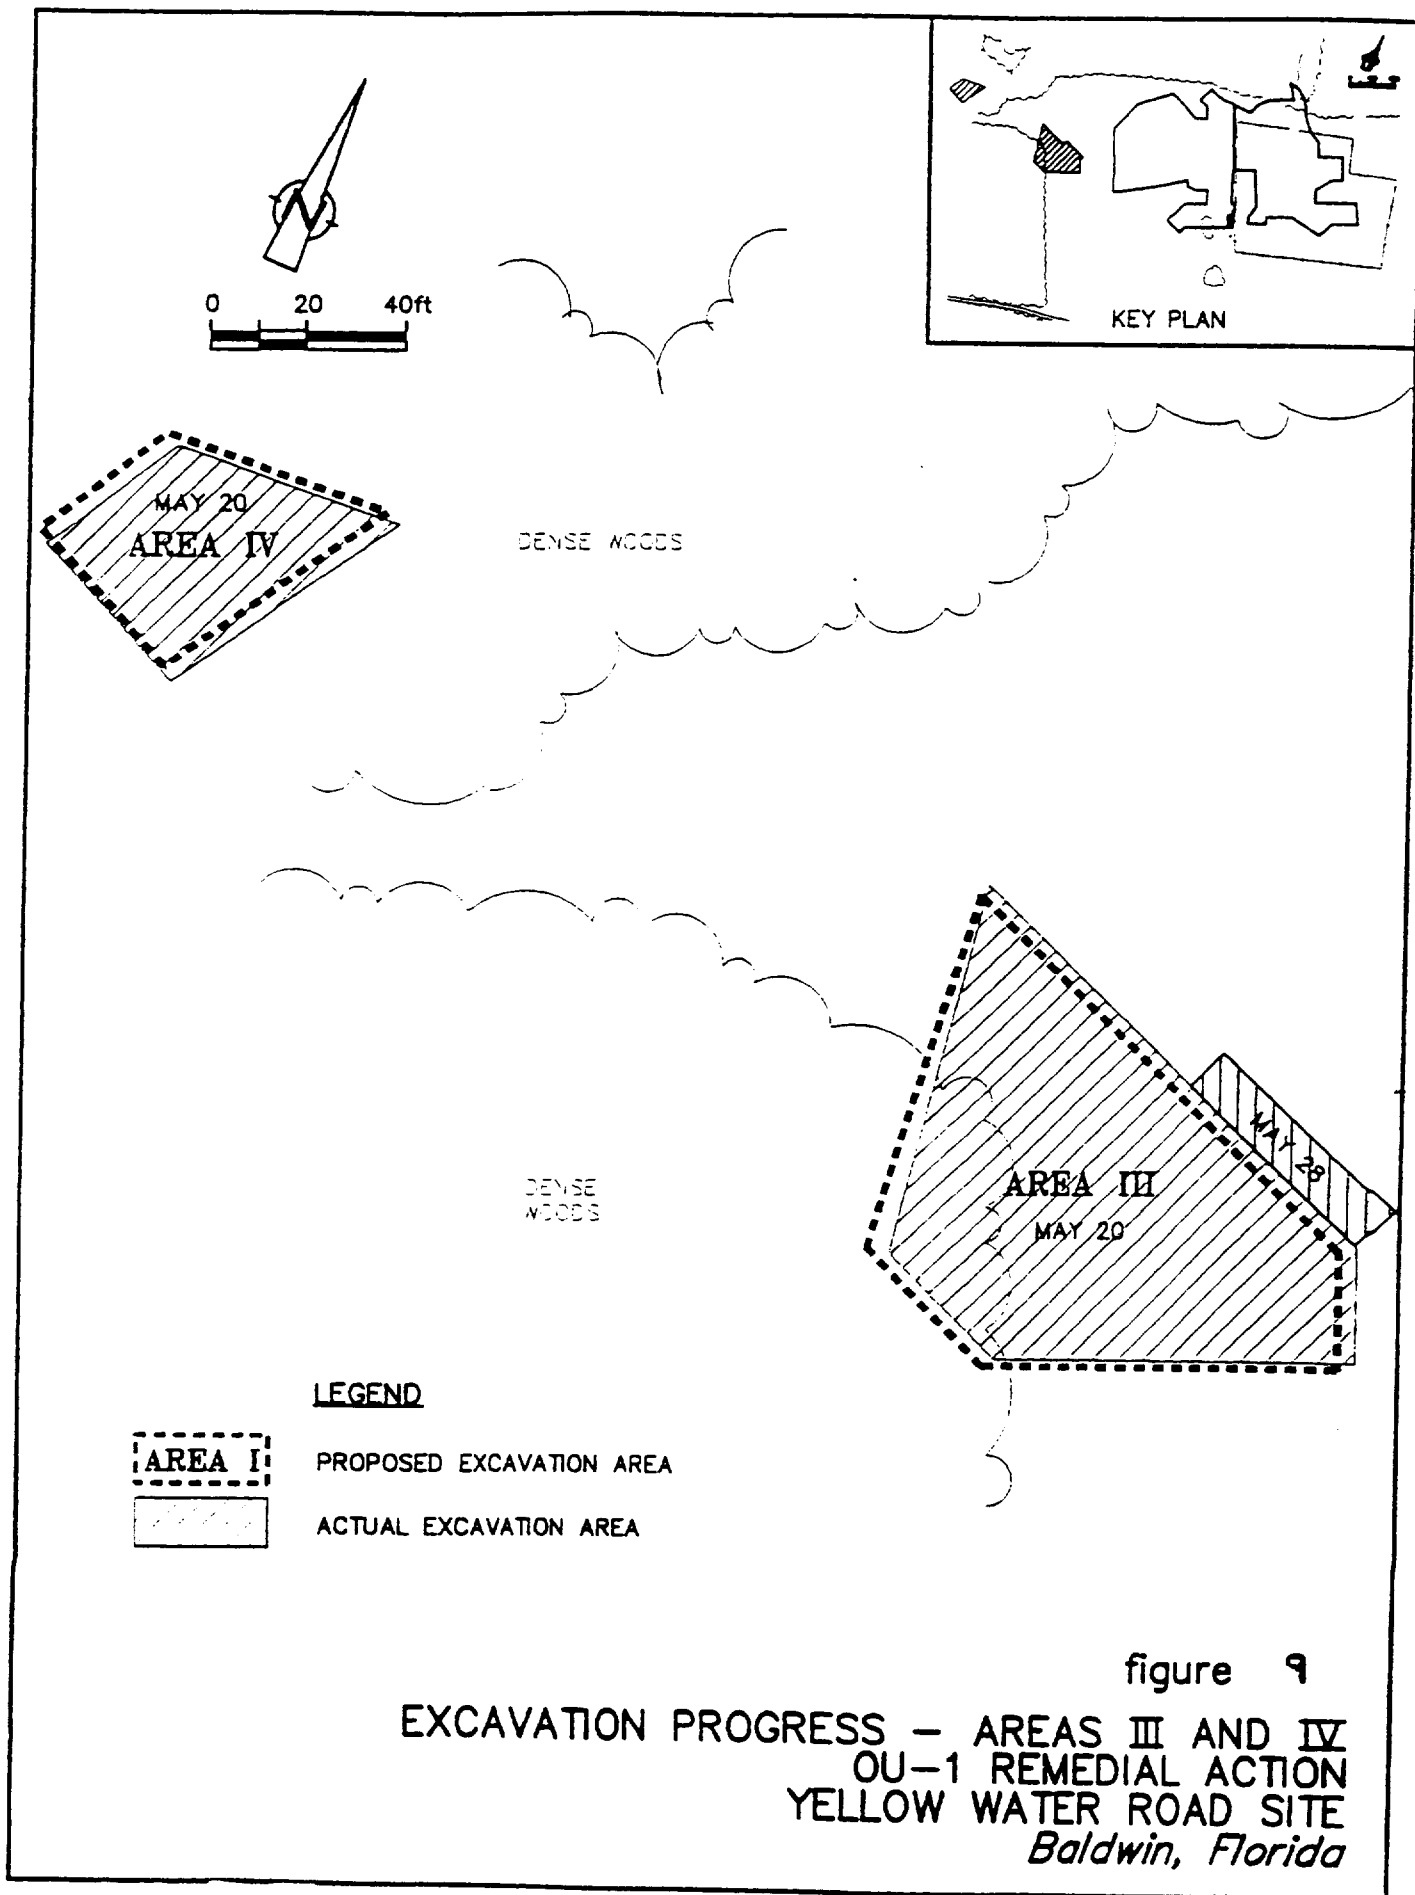 N
0 20 40ft
KEY PLAN
MAY 20
AREA IV
DENSE WOODS
MAY 28
AREA III
MAY 20
DENSE
WOODS
LEGEND
AREA I
PROPOSED EXCAVATION AREA
ACTUAL EXCAVATION AREA
figure 9
EXCAVATION PROGRESS – AREAS III AND IV
OU–1 REMEDIAL ACTION
YELLOW WATER ROAD SITE
Baldwin, Florida